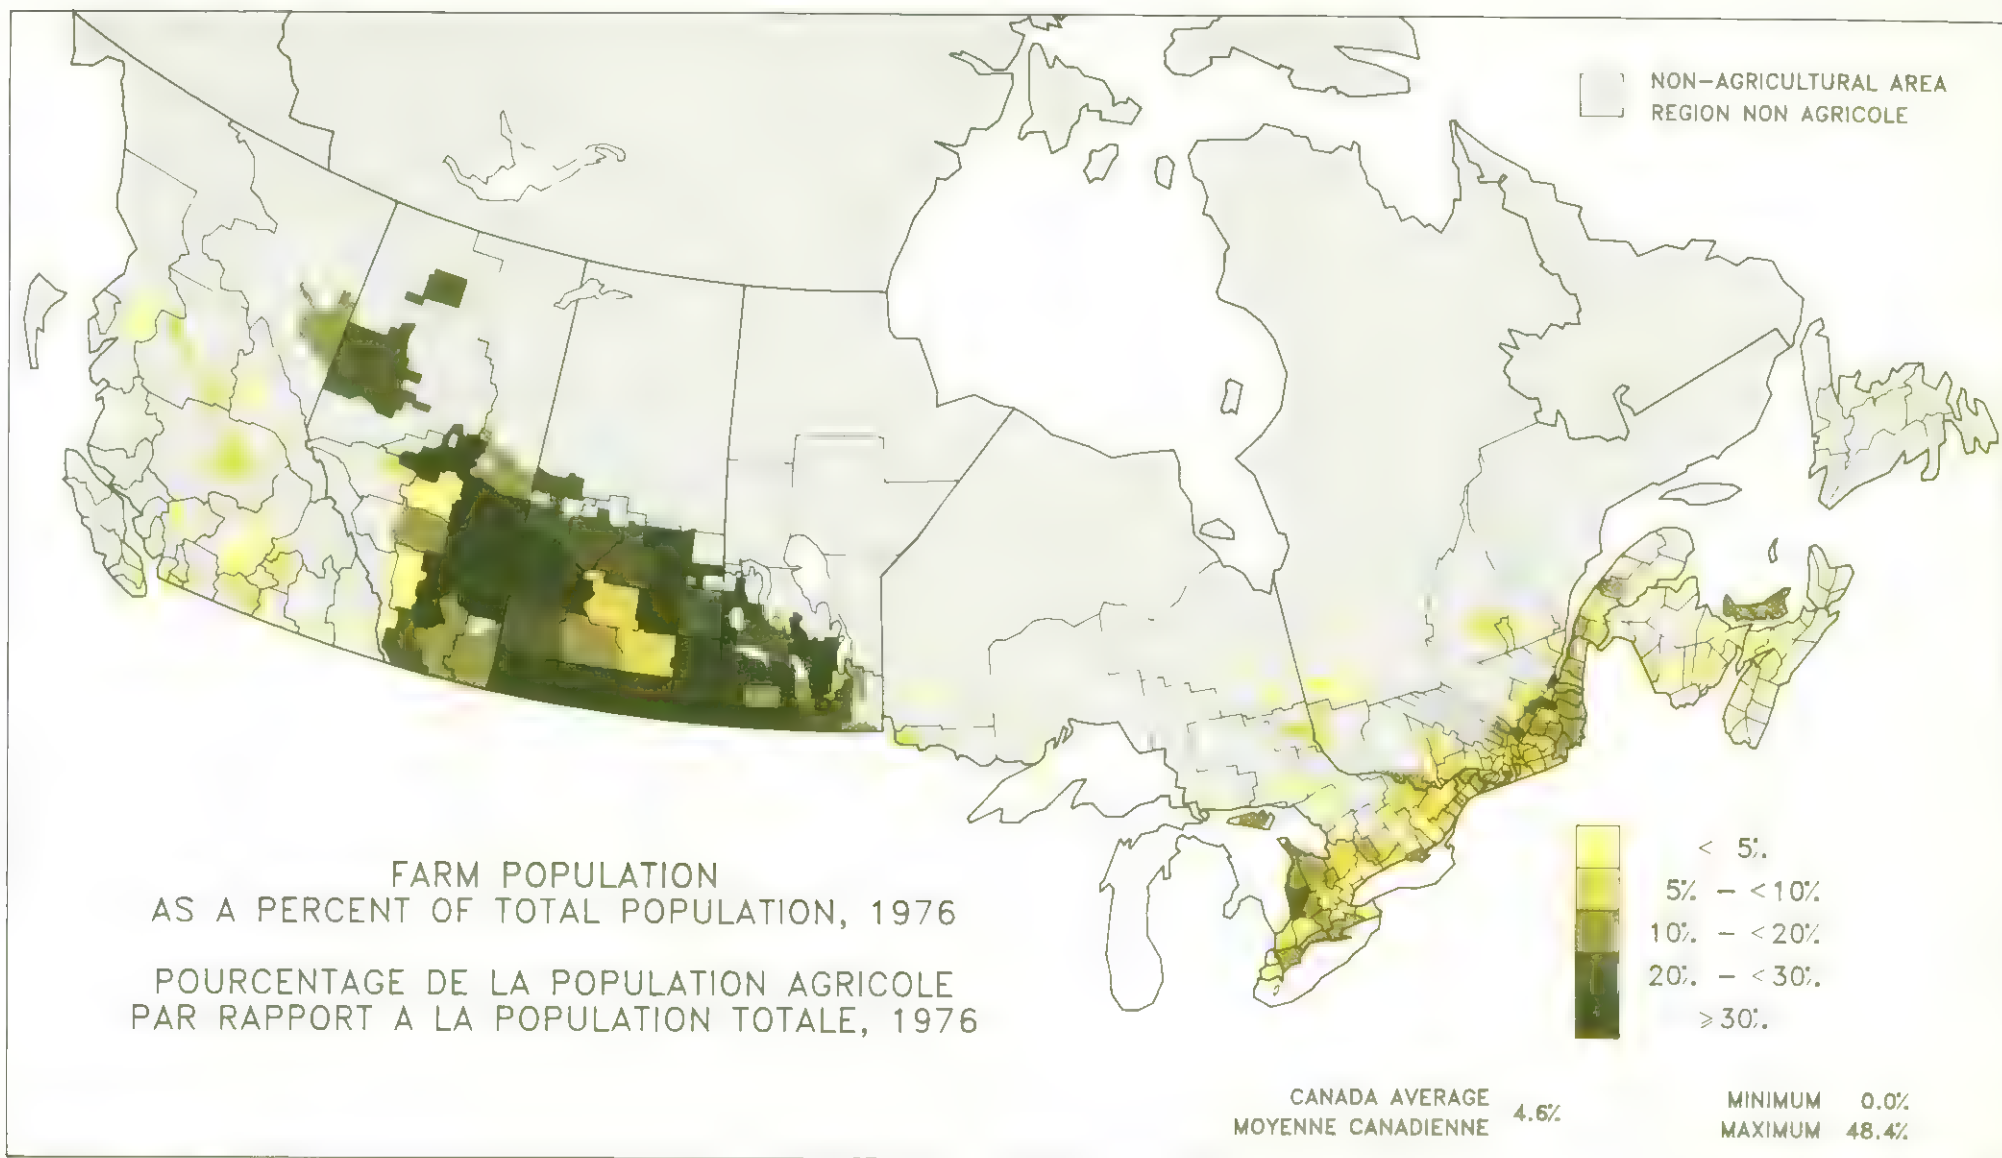 NON-AGRICULTURAL AREA
REGION NON AGRICOLE
FARM POPULATION
AS A PERCENT OF TOTAL POPULATION, 1976
POURCENTAGE DE LA POPULATION AGRICOLE
PAR RAPPORT A LA POPULATION TOTALE, 1976
< 5%
5% - <10%
10% - <20%
20% - <30%
≥30%
CANADA AVERAGE 4.6%
MOYENNE CANADIENNE
MINIMUM 0.0%
MAXIMUM 48.4%